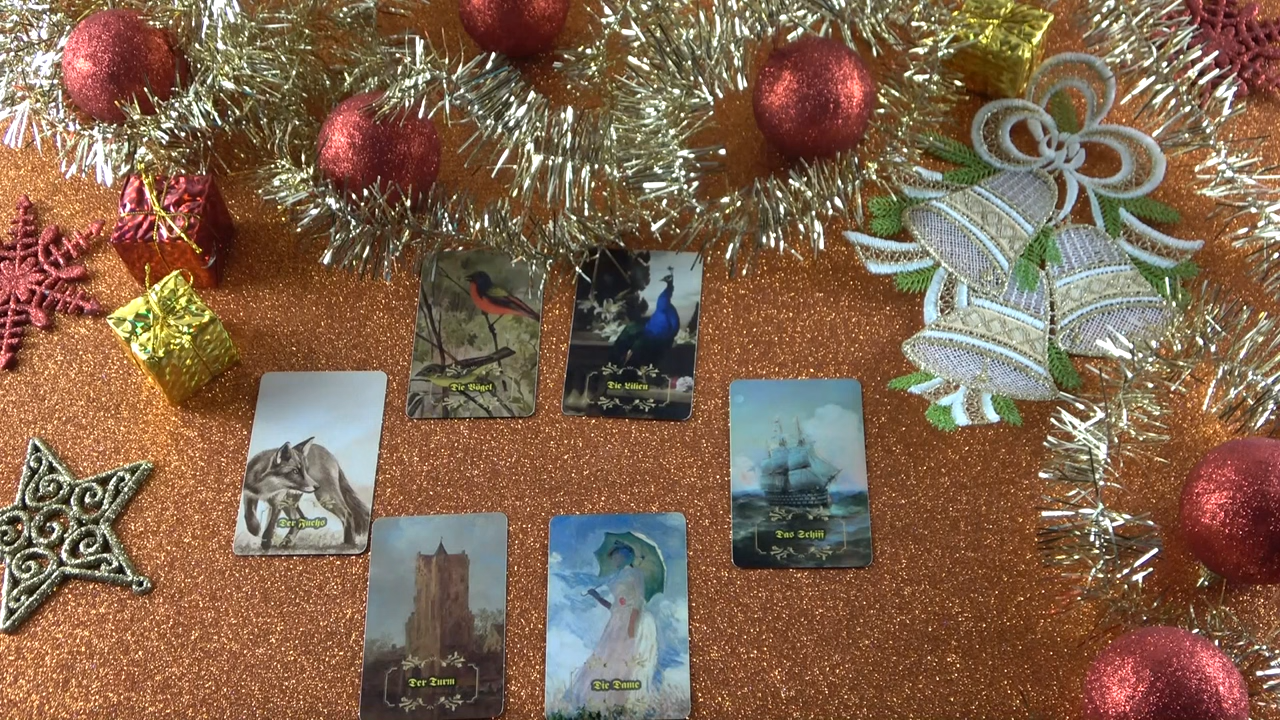 Die Vögel
Die Lilien
Der Fuchs
Das Schiff
Der Turm
Die Dame